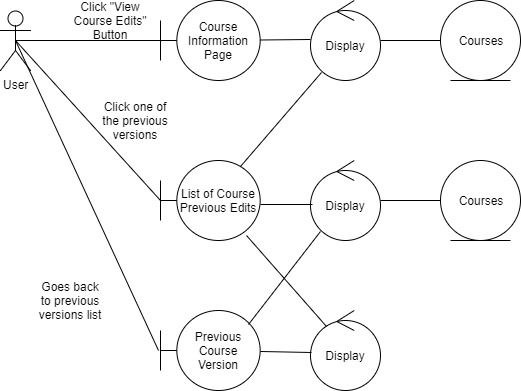 Click "View
Course Edits"
Button
Course
Information
Page
Display
Courses
User
Click one of
the previous
versions
List of Course
Previous Edits
Display
Courses
Goes back
to previous
versions list
Previous
Course
Version
Display